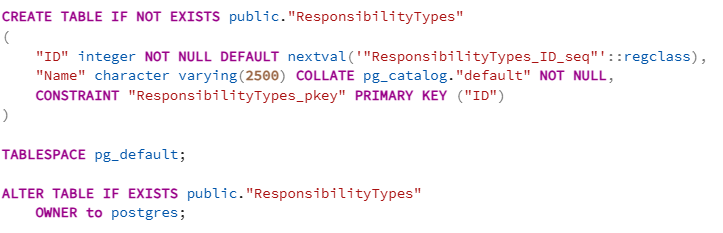 CREATE TABLE IF NOT EXISTS public."ResponsibilityTypes"
(
    "ID" integer NOT NULL DEFAULT nextval('"ResponsibilityTypes_ID_seq"'::regclass),
    "Name" character varying(2500) COLLATE pg_catalog."default" NOT NULL,
    CONSTRAINT "ResponsibilityTypes_pkey" PRIMARY KEY ("ID")
)
TABLESPACE pg_default;
ALTER TABLE IF EXISTS public."ResponsibilityTypes"
    OWNER to postgres;